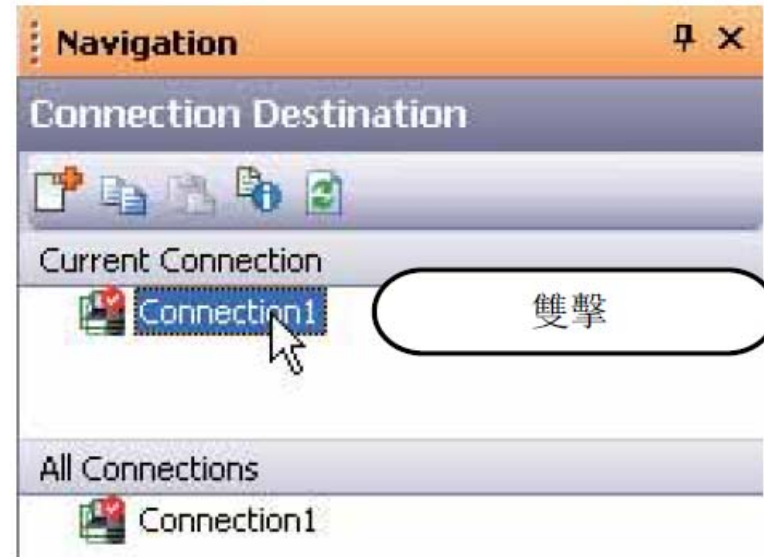 Navigation
Connection Destination
Current Connection
Connection1
雙擊
All Connections
Connection1